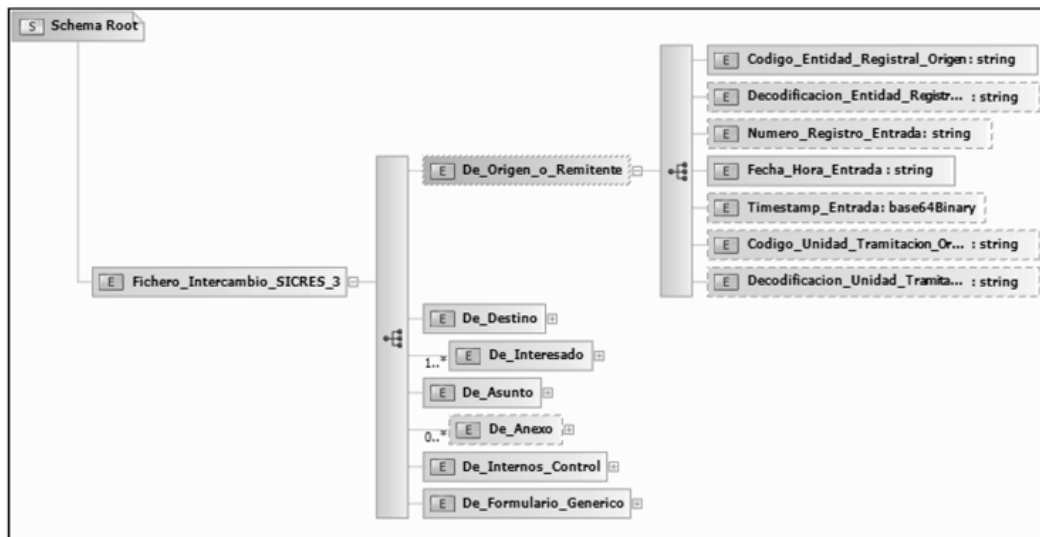 S Schema Root
E Codigo_Entidad_Registral_Origen: string
E Decodificacion_Entidad_Registr... : string
E Numero_Registro_Entrada: string
E De_Origen_o_Remitente
E Fecha_Hora_Entrada : string
E Timestamp_Entrada: base64Binary
E Codigo_Unidad_Tramitacion_Or... : string
E Fichero_Intercambio_SICRES_3
E Decodificacion_Unidad_Tramita... : string
E De_Destino
1..* E De_Interesado
E De_Asunto
0..* E De_Anexo
E De_Internos_Control
E De_Formulario_Generico